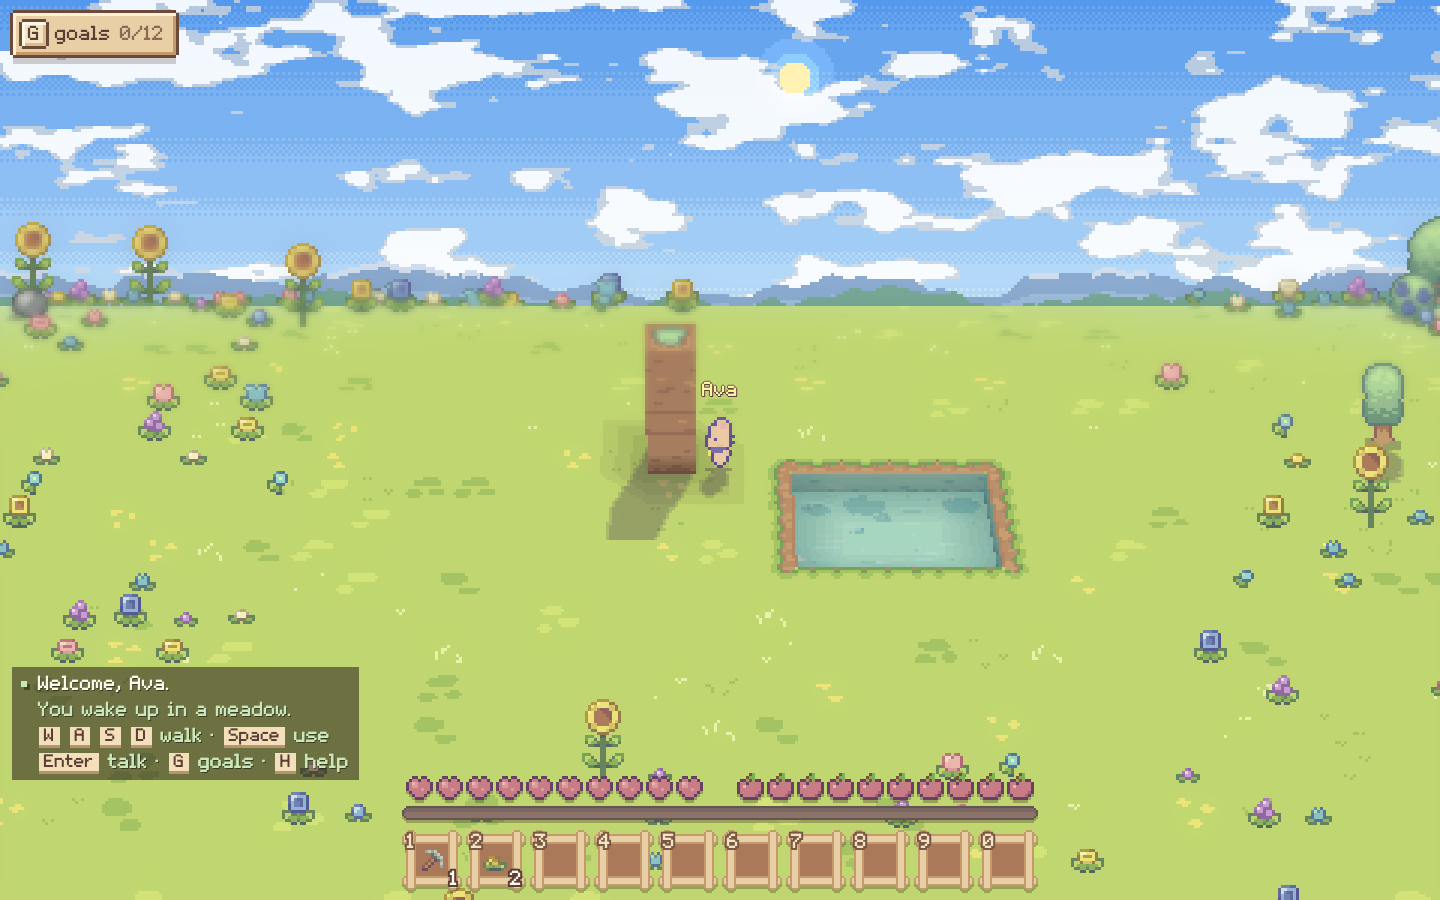 G goals 0/12
Ava
Welcome, Ava.
You wake up in a meadow.
W A S D walk · Space use
Enter talk · G goals · H help
1 2 3 4 5 6 7 8 9 0
1 2